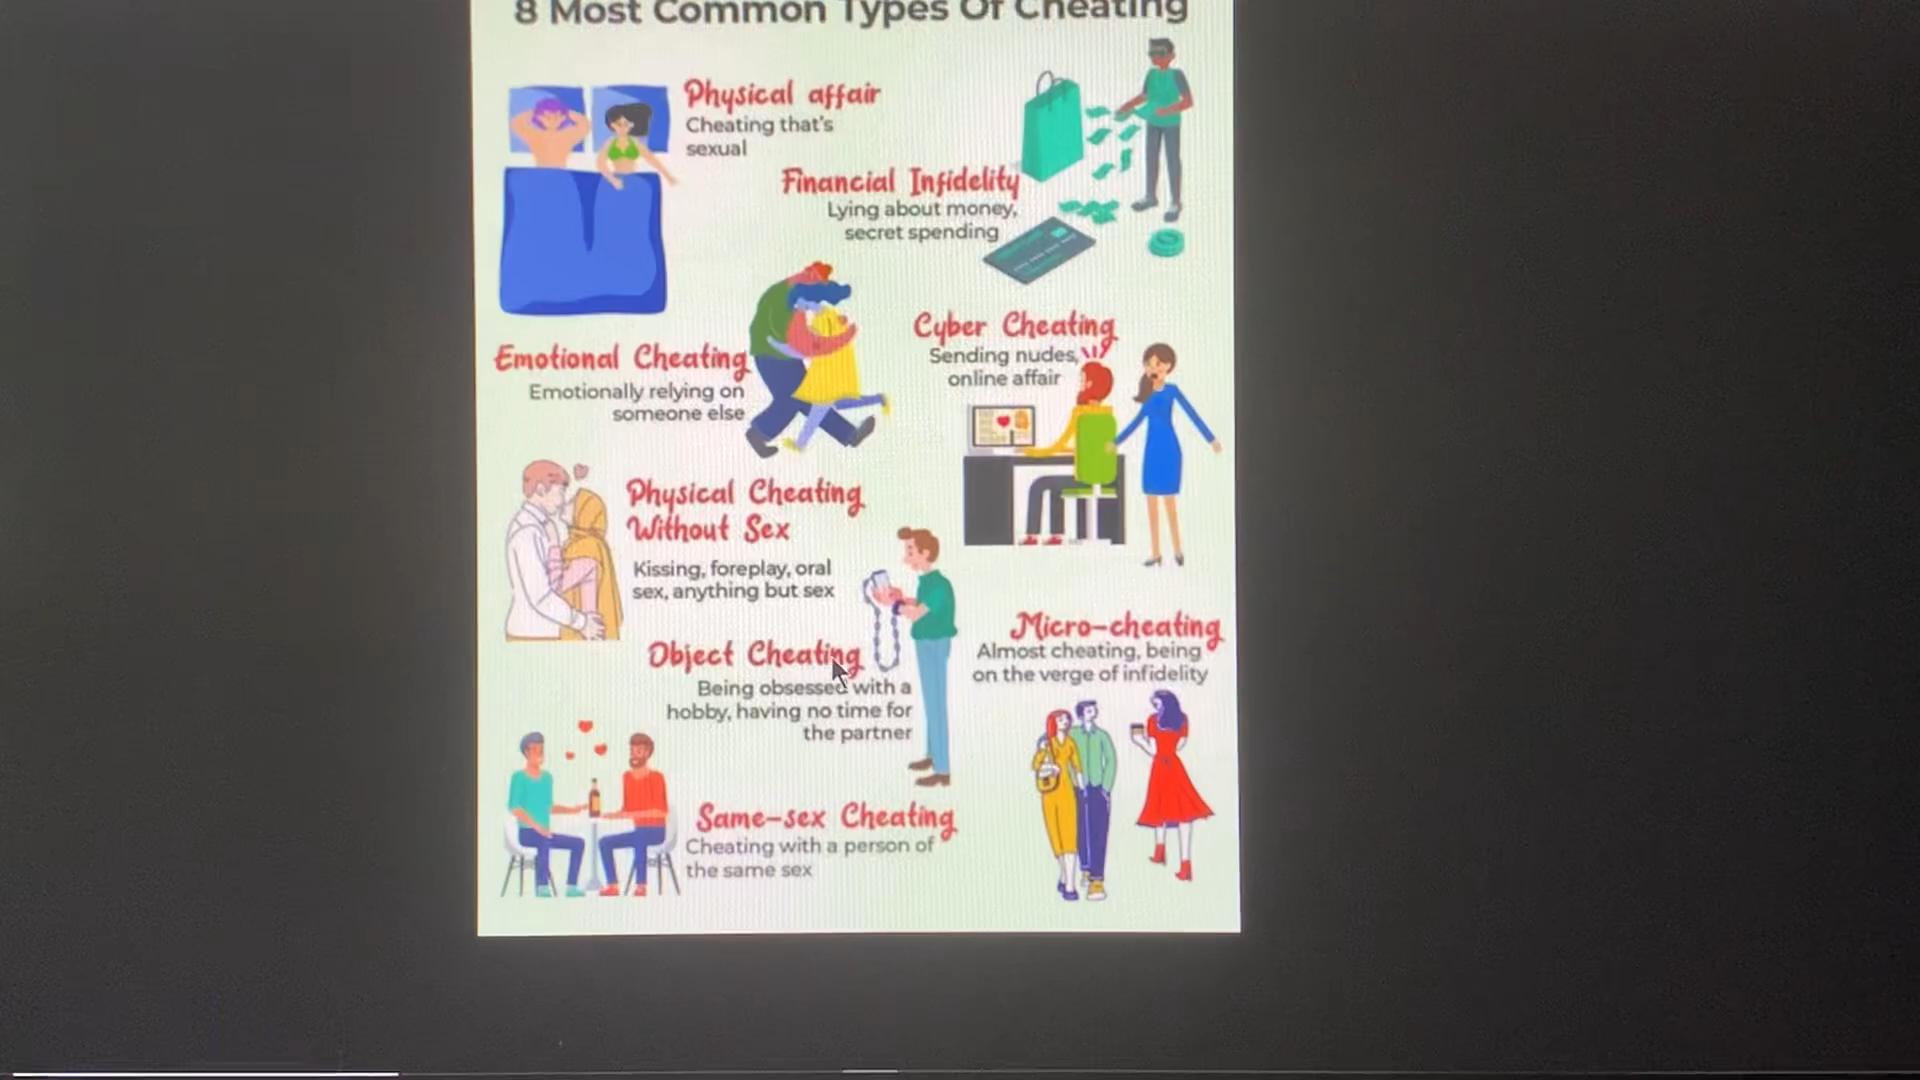 8 Most Common Types Of Cheating
Physical affair
Cheating that's
sexual
Financial Infidelity
Lying about money,
secret spending
Emotional Cheating
Emotionally relying on
someone else
Cyber Cheating
Sending nudes,
online affair
Physical Cheating
Without Sex
Kissing, foreplay, oral
sex, anything but sex
Object Cheating
Being obsessed with a
hobby, having no time for
the partner
Micro-cheating
Almost cheating, being
on the verge of infidelity
Same-sex Cheating
Cheating with a person of
the same sex